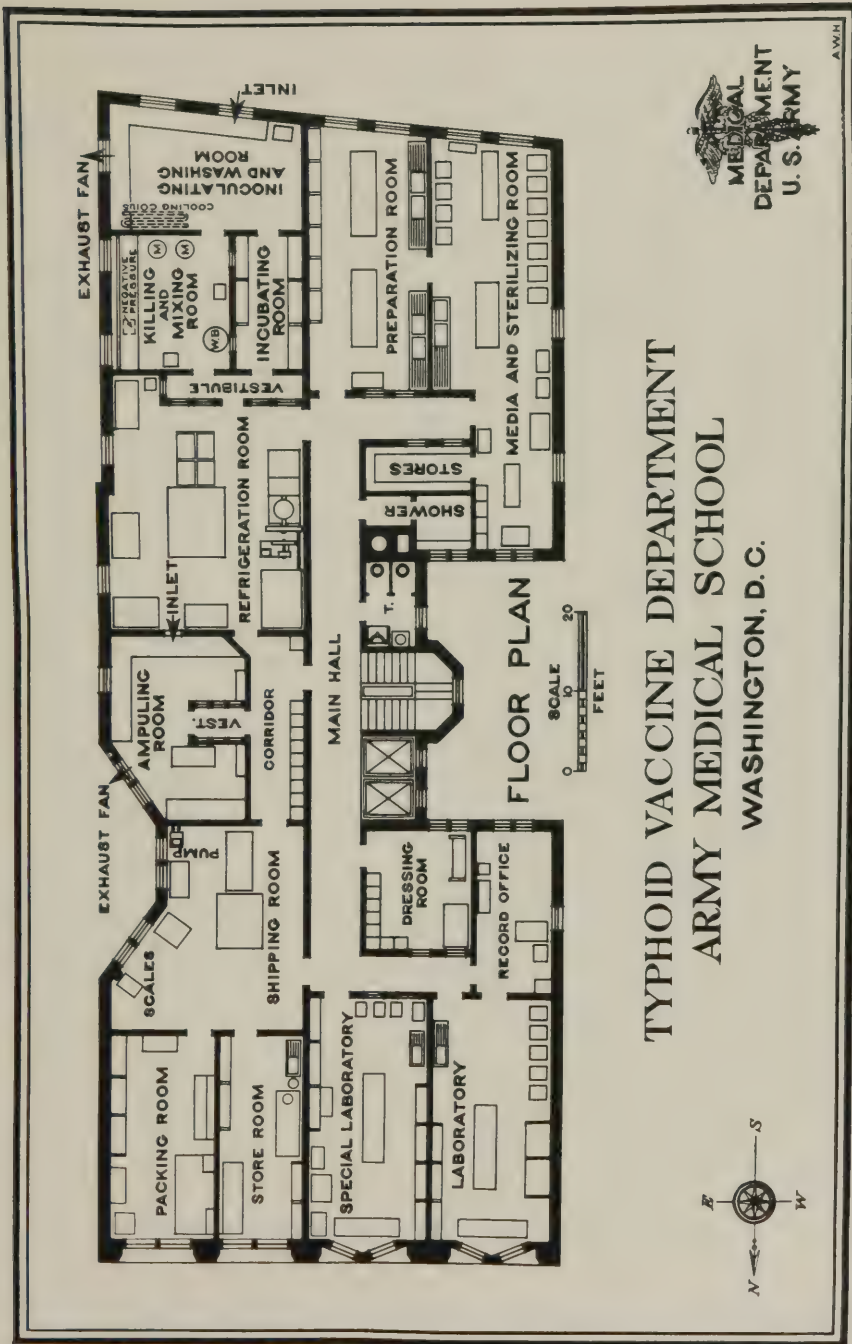 EXHAUST FAN
INLET
INOCULATING
AND WASHING
ROOM
COOLING COILS
NEGATIVE
PRESSURE
KILLING
AND
MIXING
ROOM
M
M
W.B
INCUBATING
ROOM
VESTIBULE
REFRIGERATION ROOM
INLET
AMPULING
ROOM
VEST.
CORRIDOR
EXHAUST FAN
PUMP
SCALES
SHIPPING ROOM
PACKING ROOM
STORE ROOM
MAIN HALL
PREPARATION ROOM
MEDIA AND STERILIZING ROOM
STORES
SHOWER
T.
DRESSING
ROOM
RECORD OFFICE
SPECIAL LABORATORY
LABORATORY
FLOOR PLAN
SCALE
0 10 20
FEET
TYPHOID VACCINE DEPARTMENT
ARMY MEDICAL SCHOOL
WASHINGTON, D.C.
N
E
S
W
MEDICAL
DEPARTMENT
U. S. ARMY
A.W.H